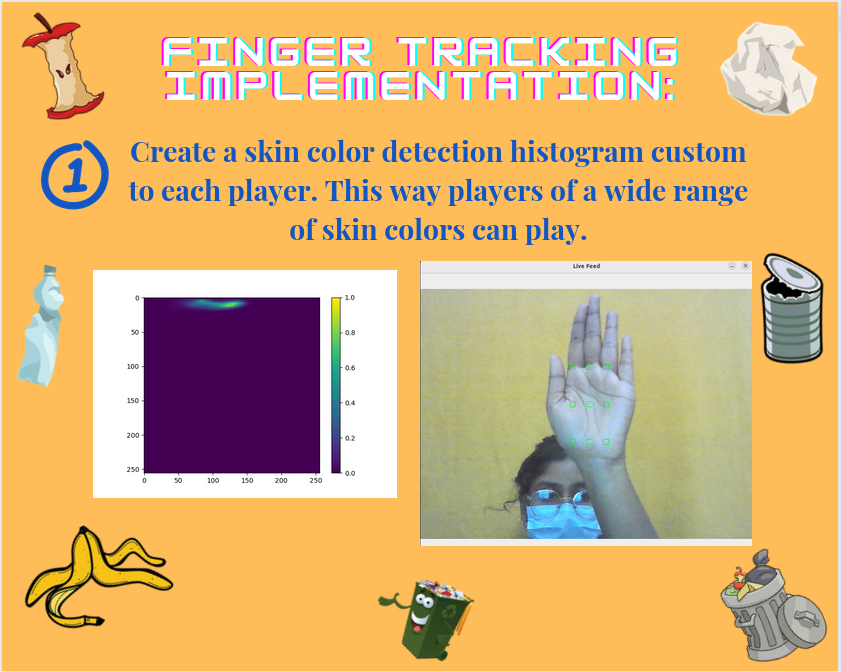 FINGER TRACKING
IMPLEMENTATION:
1
Create a skin color detection histogram custom
to each player. This way players of a wide range
of skin colors can play.
Live Feed
0
50
100
150
200
250
0 50 100 150 200 250
1.0
0.8
0.6
0.4
0.2
0.0